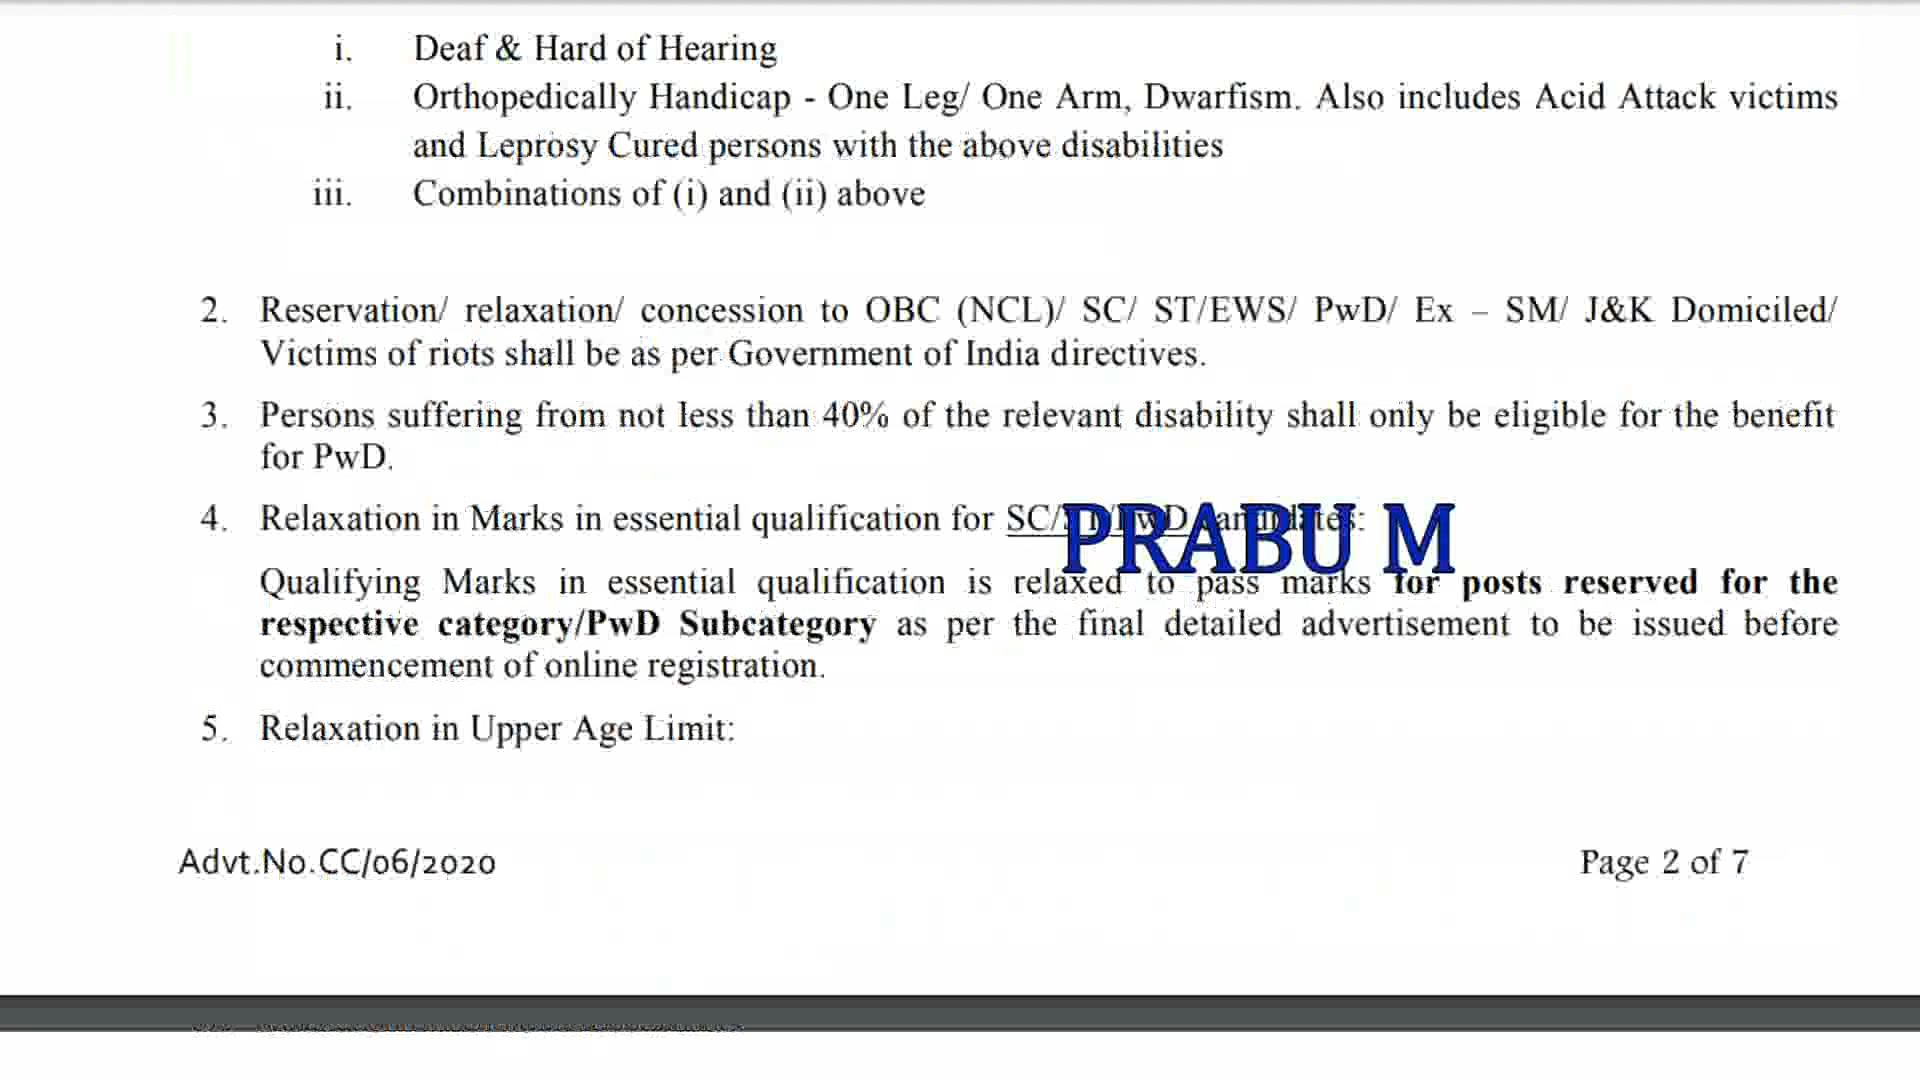 i. Deaf & Hard of Hearing
ii. Orthopedically Handicap - One Leg/ One Arm, Dwarfism. Also includes Acid Attack victims
and Leprosy Cured persons with the above disabilities
iii. Combinations of (i) and (ii) above
2. Reservation/ relaxation/ concession to OBC (NCL)/ SC/ ST/EWS/ PwD/ Ex – SM/ J&K Domiciled/
Victims of riots shall be as per Government of India directives.
3. Persons suffering from not less than 40% of the relevant disability shall only be eligible for the benefit
for PwD.
4. Relaxation in Marks in essential qualification for SC/ST/PwD candidates:
PRABU M
Qualifying Marks in essential qualification is relaxed to pass marks for posts reserved for the
respective category/PwD Subcategory as per the final detailed advertisement to be issued before
commencement of online registration.
5. Relaxation in Upper Age Limit:
Advt.No.CC/06/2020
Page 2 of 7